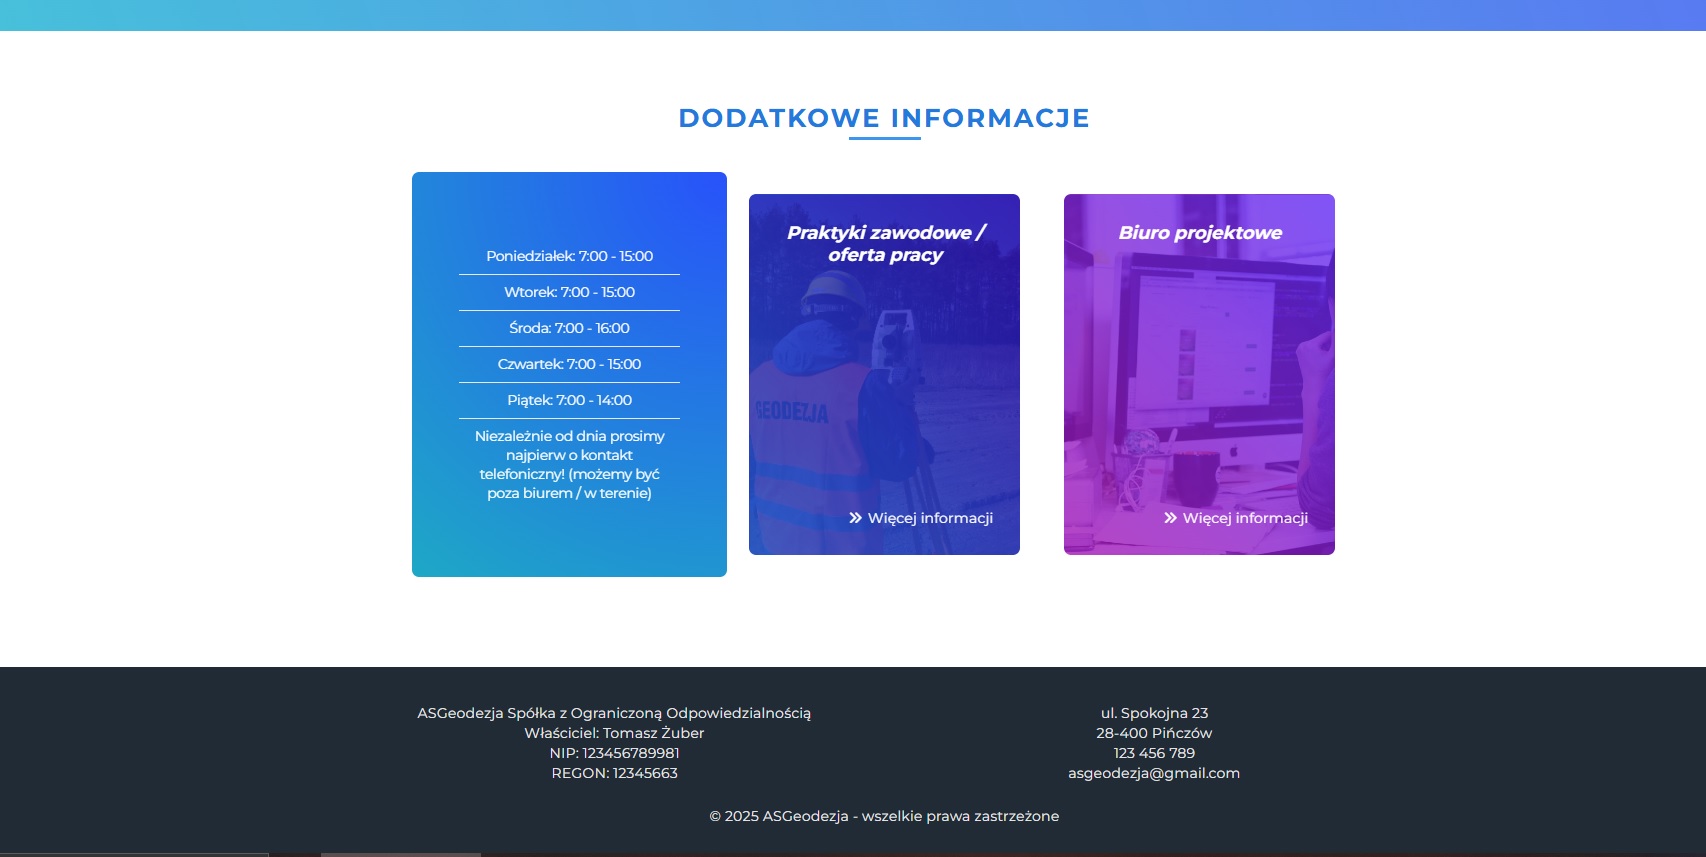 DODATKOWE INFORMACJE
Poniedziałek: 7:00 - 15:00
Wtorek: 7:00 - 15:00
Środa: 7:00 - 16:00
Czwartek: 7:00 - 15:00
Piątek: 7:00 - 14:00
Niezależnie od dnia prosimy
najpierw o kontakt
telefoniczny! (możemy być
poza biurem / w terenie)
Praktyki zawodowe /
oferta pracy
GEODEZJA
Więcej informacji
Biuro projektowe
Więcej informacji
ASGeodezja Spółka z Ograniczoną Odpowiedzialnością
Właściciel: Tomasz Żuber
NIP: 123456789981
REGON: 12345663
ul. Spokojna 23
28-400 Pińczów
123 456 789
asgeodezja@gmail.com
© 2025 ASGeodezja - wszelkie prawa zastrzeżone